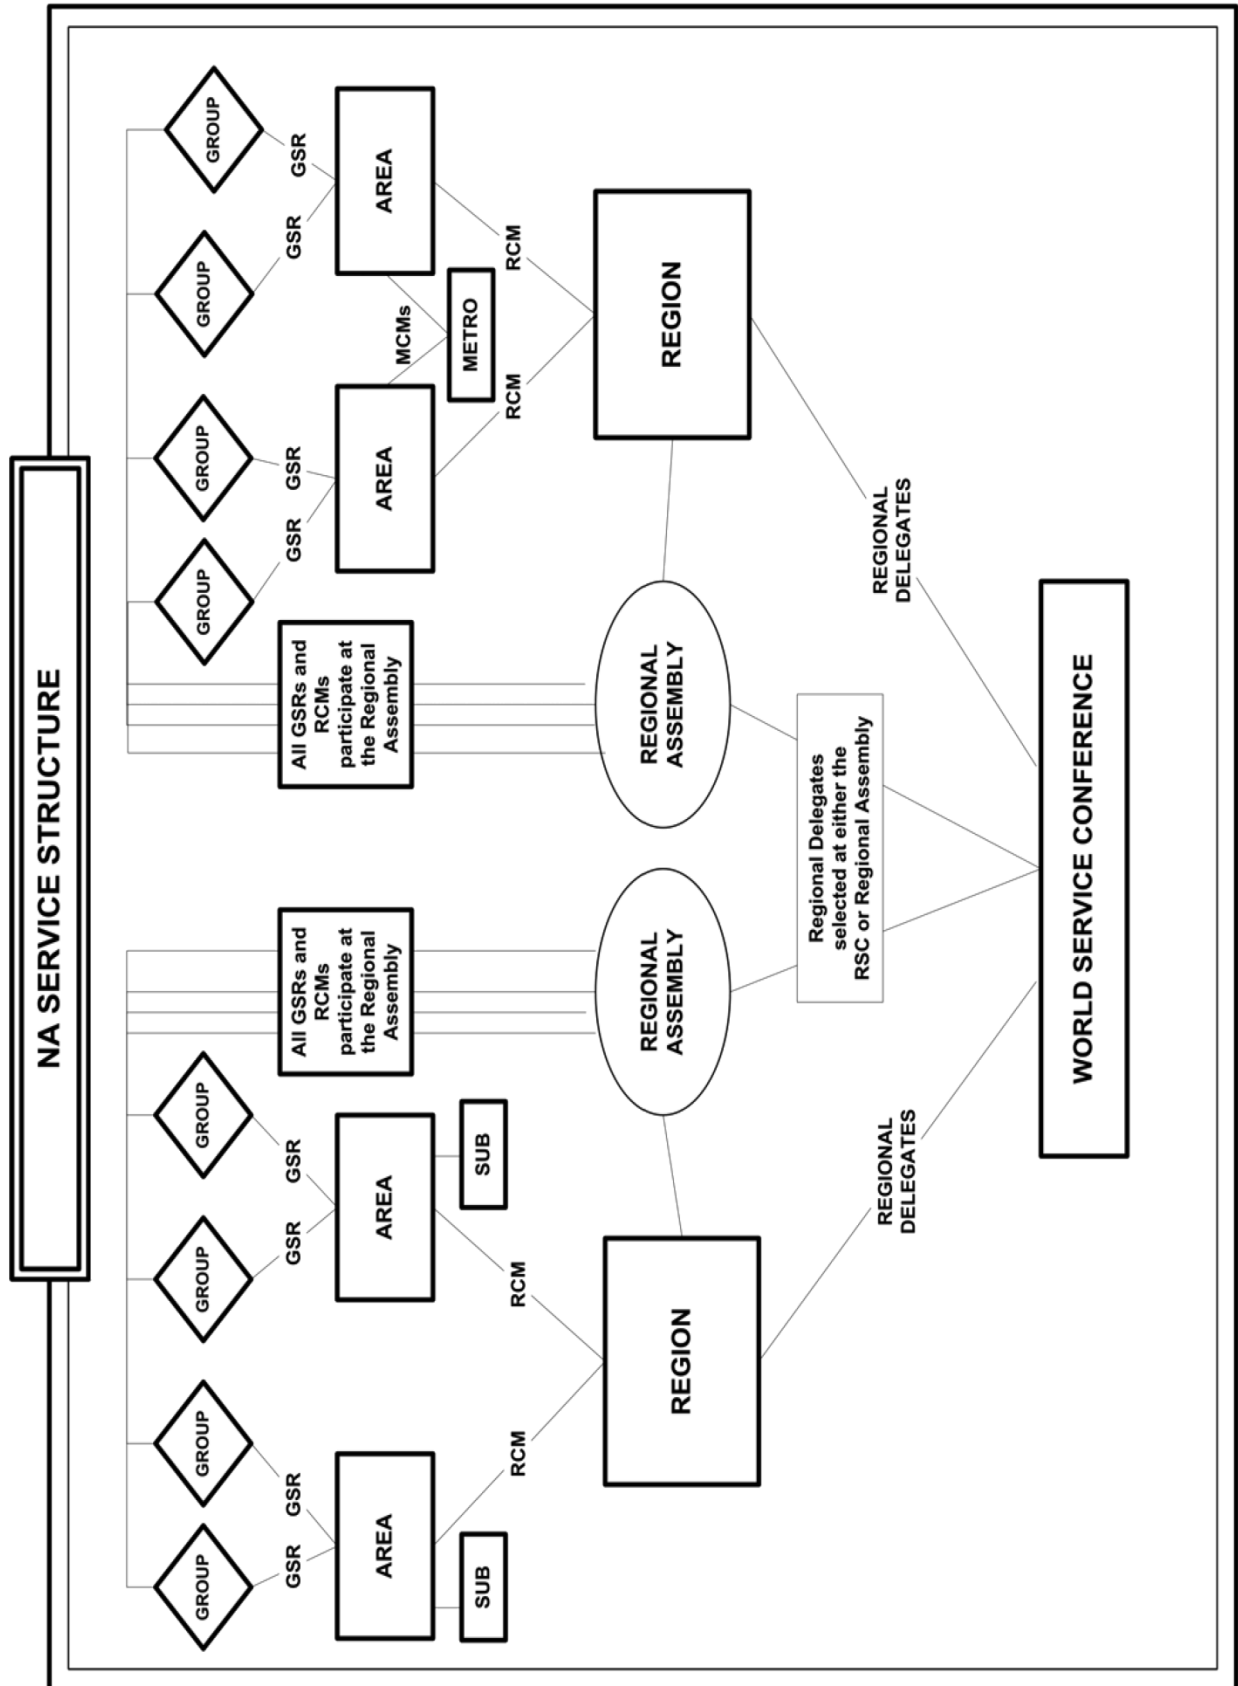 NA SERVICE STRUCTURE
GROUP
GROUP
GROUP
GROUP
GROUP
GROUP
GROUP
GROUP
GSR
GSR
GSR
GSR
All GSRs and
RCMs
participate at
the Regional
Assembly
All GSRs and
RCMs
participate at
the Regional
Assembly
GSR
GSR
GSR
GSR
AREA
AREA
AREA
MCMs
AREA
SUB
SUB
METRO
RCM
RCM
RCM
RCM
REGION
REGIONAL
ASSEMBLY
REGIONAL
ASSEMBLY
REGION
Regional Delegates
selected at either the
RSC or Regional Assembly
REGIONAL
DELEGATES
REGIONAL
DELEGATES
WORLD SERVICE CONFERENCE